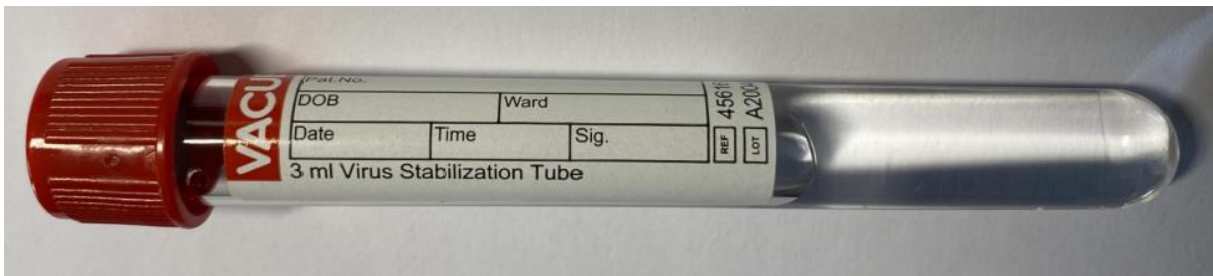 VACU
Pat.No.
DOB Ward
Date Time Sig.
3 ml Virus Stabilization Tube
REF
LOT